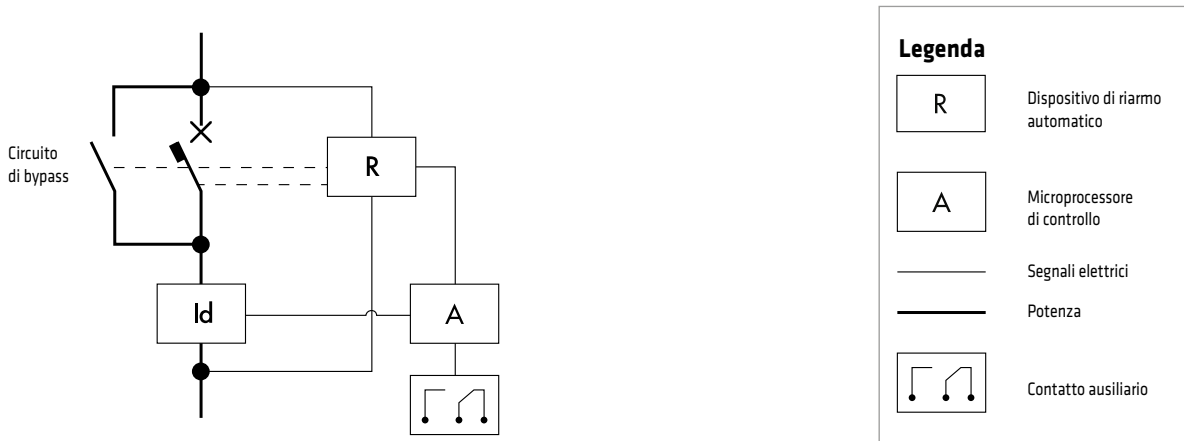 Circuito
di bypass
R
Id
A
Legenda
R
Dispositivo di riarmo
automatico
A
Microprocessore
di controllo
Segnali elettrici
Potenza
Contatto ausiliario